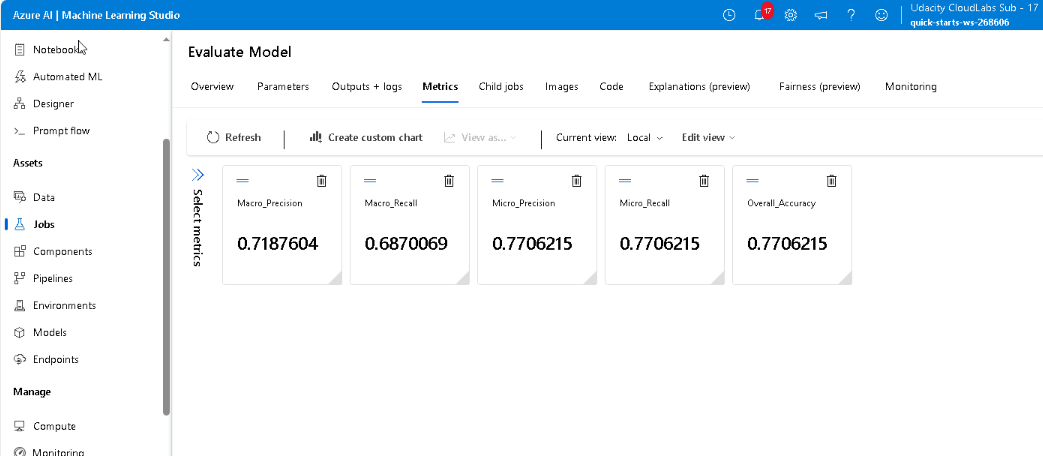 Azure AI | Machine Learning Studio
17
Udacity CloudLabs Sub - 17
quick-starts-ws-268606
Notebooks
Automated ML
Designer
Prompt flow
Assets
Data
Jobs
Components
Pipelines
Environments
Models
Endpoints
Manage
Compute
Monitoring
Evaluate Model
Overview Parameters Outputs + logs Metrics Child jobs Images Code Explanations (preview) Fairness (preview) Monitoring
Refresh Create custom chart View as... Current view: Local Edit view
Select metrics
Macro_Precision Macro_Recall Micro_Precision Micro_Recall Overall_Accuracy
0.7187604 0.6870069 0.7706215 0.7706215 0.7706215